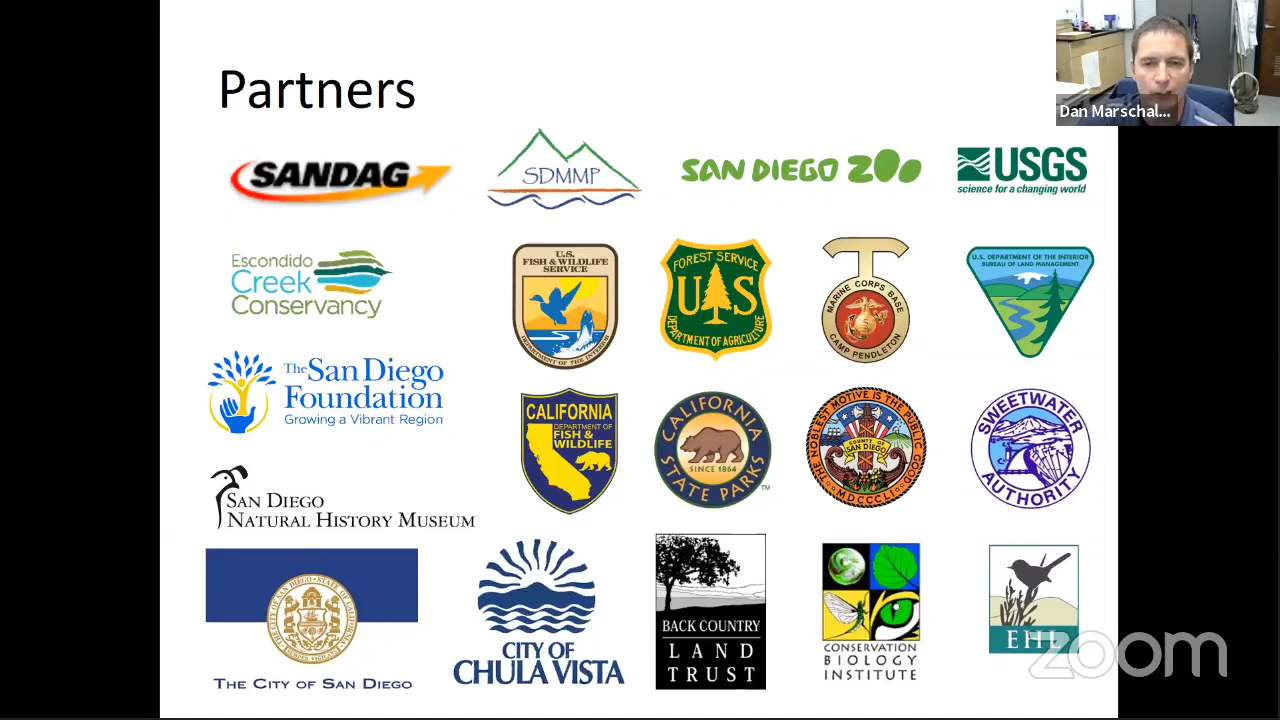 Partners
Dan Marschal...
SANDAG
SDMMP
SAN DIEGO ZOO
USGS
science for a changing world
Escondido
Creek
Conservancy
U.S.
FISH & WILDLIFE
SERVICE
DEPARTMENT OF THE INTERIOR
FOREST SERVICE
U S
DEPARTMENT OF AGRICULTURE
MARINE CORPS BASE
CAMP PENDLETON
U.S. DEPARTMENT OF THE INTERIOR
BUREAU OF LAND MANAGEMENT
The San Diego
Foundation
Growing a Vibrant Region
CALIFORNIA
DEPARTMENT OF
FISH &
WILDLIFE
CALIFORNIA
SINCE 1864
STATE PARKS
TM
THE NOBLEST MOTIVE IS THE PUBLIC GOOD
COUNTY OF
SAN DIEGO
MDCCCLI
SWEETWATER
AUTHORITY
SAN DIEGO
NATURAL HISTORY MUSEUM
THE CITY OF SAN DIEGO
CITY OF
CHULA VISTA
BACK COUNTRY
LAND
TRUST
CONSERVATION
BIOLOGY
INSTITUTE
EHL
zoom